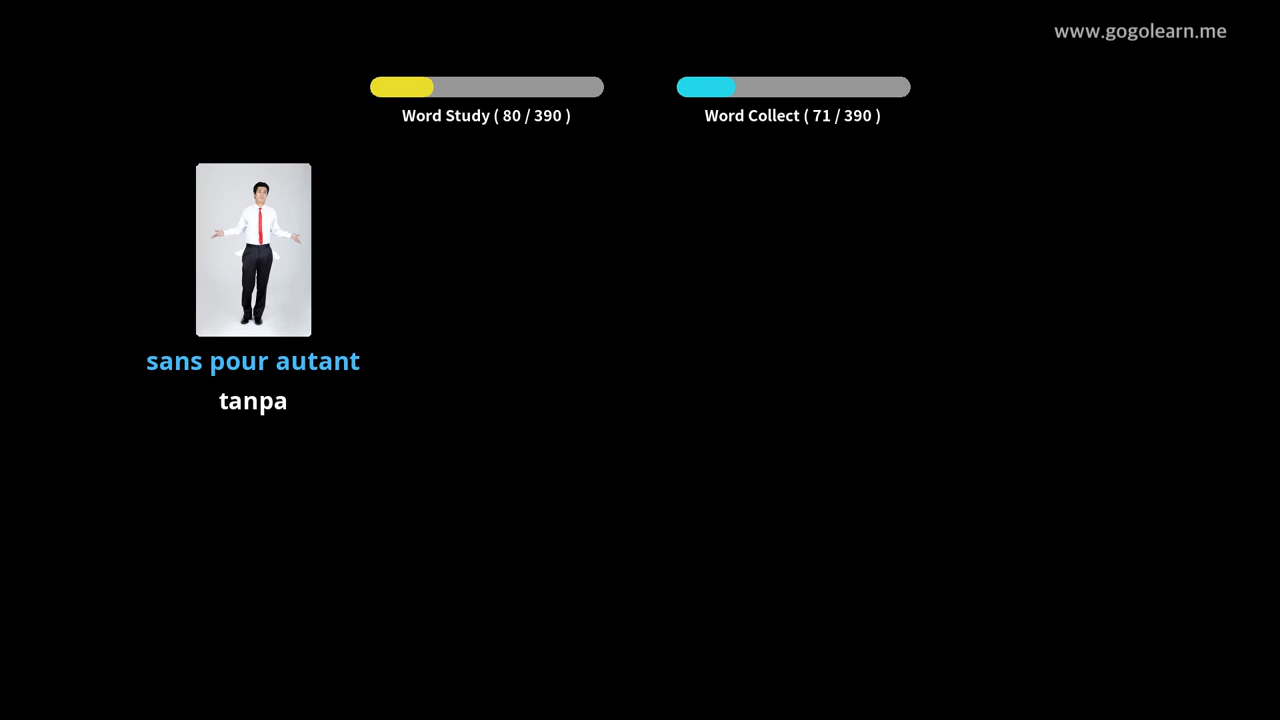 www.gogolearn.me
Word Study ( 80 / 390 )
Word Collect ( 71 / 390 )
sans pour autant
tanpa